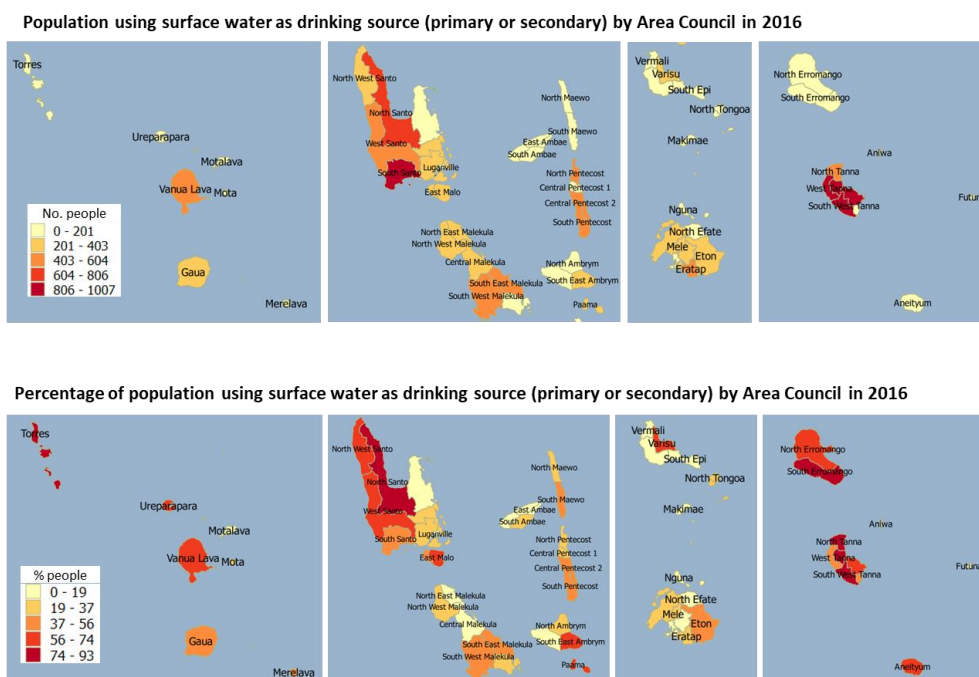 Population using surface water as drinking source (primary or secondary) by Area Council in 2016
Torres
Ureparapara
Motalava
Vanua Lava
Mota
Gaua
Merelava
No. people
0 - 201
201 - 403
403 - 604
604 - 806
806 - 1007
North West Santo
North Santo
West Santo
South Santo
Luganville
East Malo
North Maewo
South Maewo
East Ambae
South Ambae
North Pentecost
Central Pentecost 1
Central Pentecost 2
South Pentecost
North East Malekula
North West Malekula
Central Malekula
South East Malekula
South West Malekula
North Ambrym
South East Ambrym
Paama
Vermali
Varisu
South Epi
North Tongoa
Makimae
Nguna
North Efate
Mele
Eton
Eratap
North Erromango
South Erromango
Aniwa
North Tanna
West Tanna
South West Tanna
Futun
Aneityum
Percentage of population using surface water as drinking source (primary or secondary) by Area Council in 2016
Torres
Ureparapara
Motalava
Vanua Lava
Mota
Gaua
Merelava
% people
0 - 19
19 - 37
37 - 56
56 - 74
74 - 93
North West Santo
North Santo
West Santo
South Santo
Luganville
East Malo
North Maewo
South Maewo
East Ambae
South Ambae
North Pentecost
Central Pentecost 1
Central Pentecost 2
South Pentecost
North East Malekula
North West Malekula
Central Malekula
South East Malekula
South West Malekula
North Ambrym
South East Ambrym
Paama
Vermali
Varisu
South Epi
North Tongoa
Makimae
Nguna
North Efate
Mele
Eton
Eratap
North Erromango
South Erromango
Aniwa
North Tanna
West Tanna
South West Tanna
Futuna
Aneityum